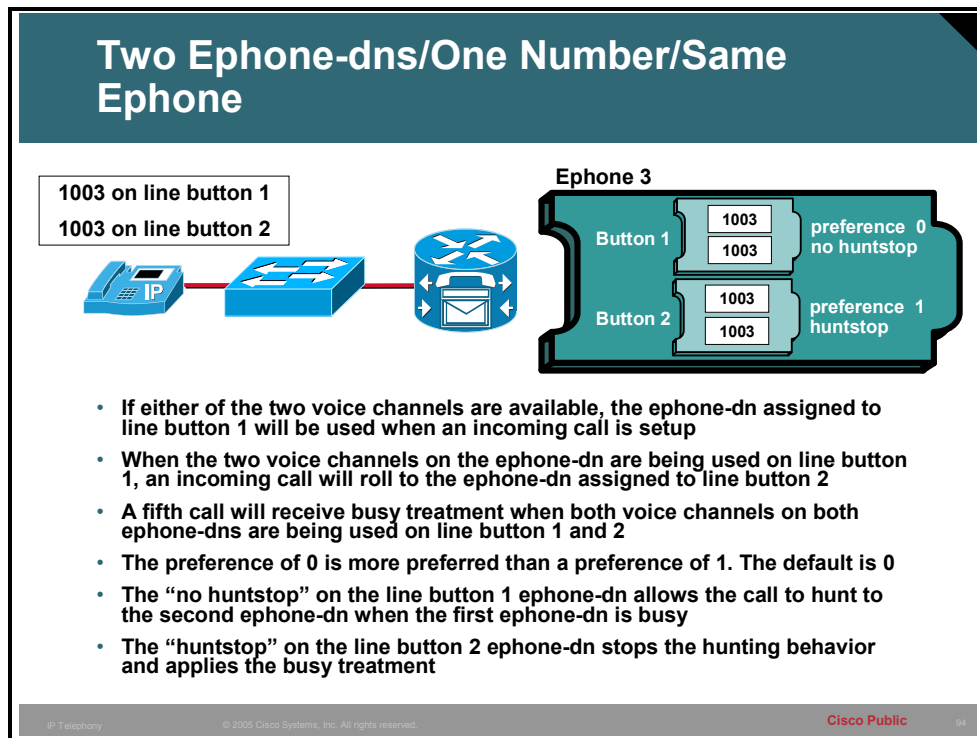 Two Ephone-dns/One Number/Same
Ephone
1003 on line button 1
1003 on line button 2
IP
Ephone 3
Button 1
1003
1003
preference 0
no huntstop
Button 2
1003
1003
preference 1
huntstop
• If either of the two voice channels are available, the ephone-dn assigned to
line button 1 will be used when an incoming call is setup
• When the two voice channels on the ephone-dn are being used on line button
1, an incoming call will roll to the ephone-dn assigned to line button 2
• A fifth call will receive busy treatment when both voice channels on both
ephone-dns are being used on line button 1 and 2
• The preference of 0 is more preferred than a preference of 1. The default is 0
• The “no huntstop” on the line button 1 ephone-dn allows the call to hunt to
the second ephone-dn when the first ephone-dn is busy
• The “huntstop” on the line button 2 ephone-dn stops the hunting behavior
and applies the busy treatment
IP Telephony
© 2005 Cisco Systems, Inc. All rights reserved.
Cisco Public
94